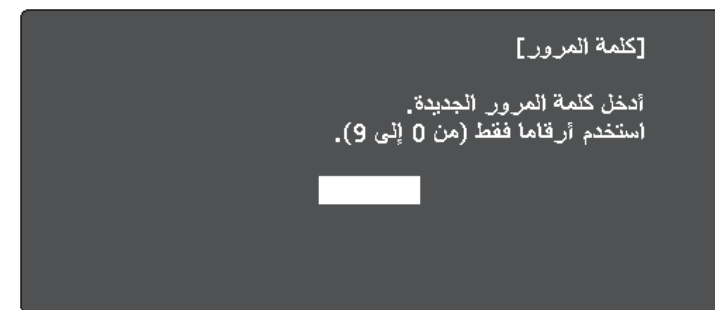 [كلمة المرور]
أدخل كلمة المرور الجديدة.
استخدم أرقاما فقط (من 0 إلى 9).